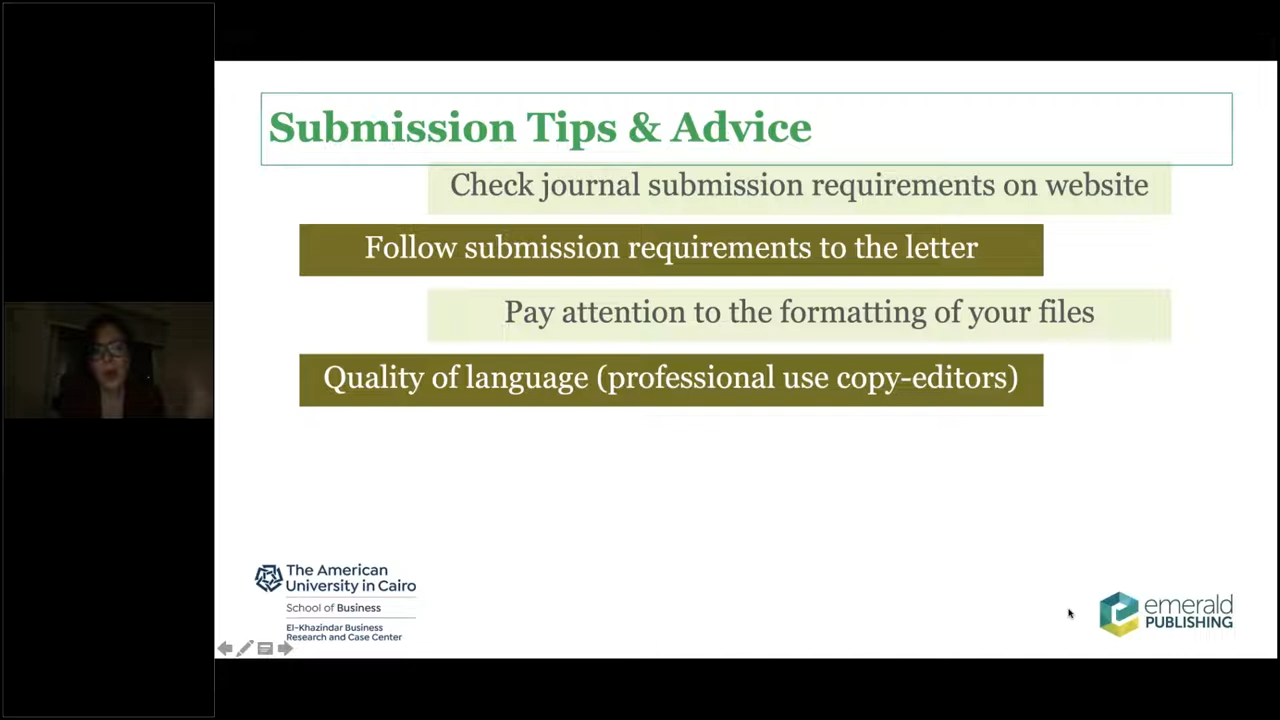 Submission Tips & Advice
Check journal submission requirements on website
Follow submission requirements to the letter
Pay attention to the formatting of your files
Quality of language (professional use copy-editors)
The American
University in Cairo
School of Business
El-Khazindar Business
Research and Case Center
emerald
PUBLISHING